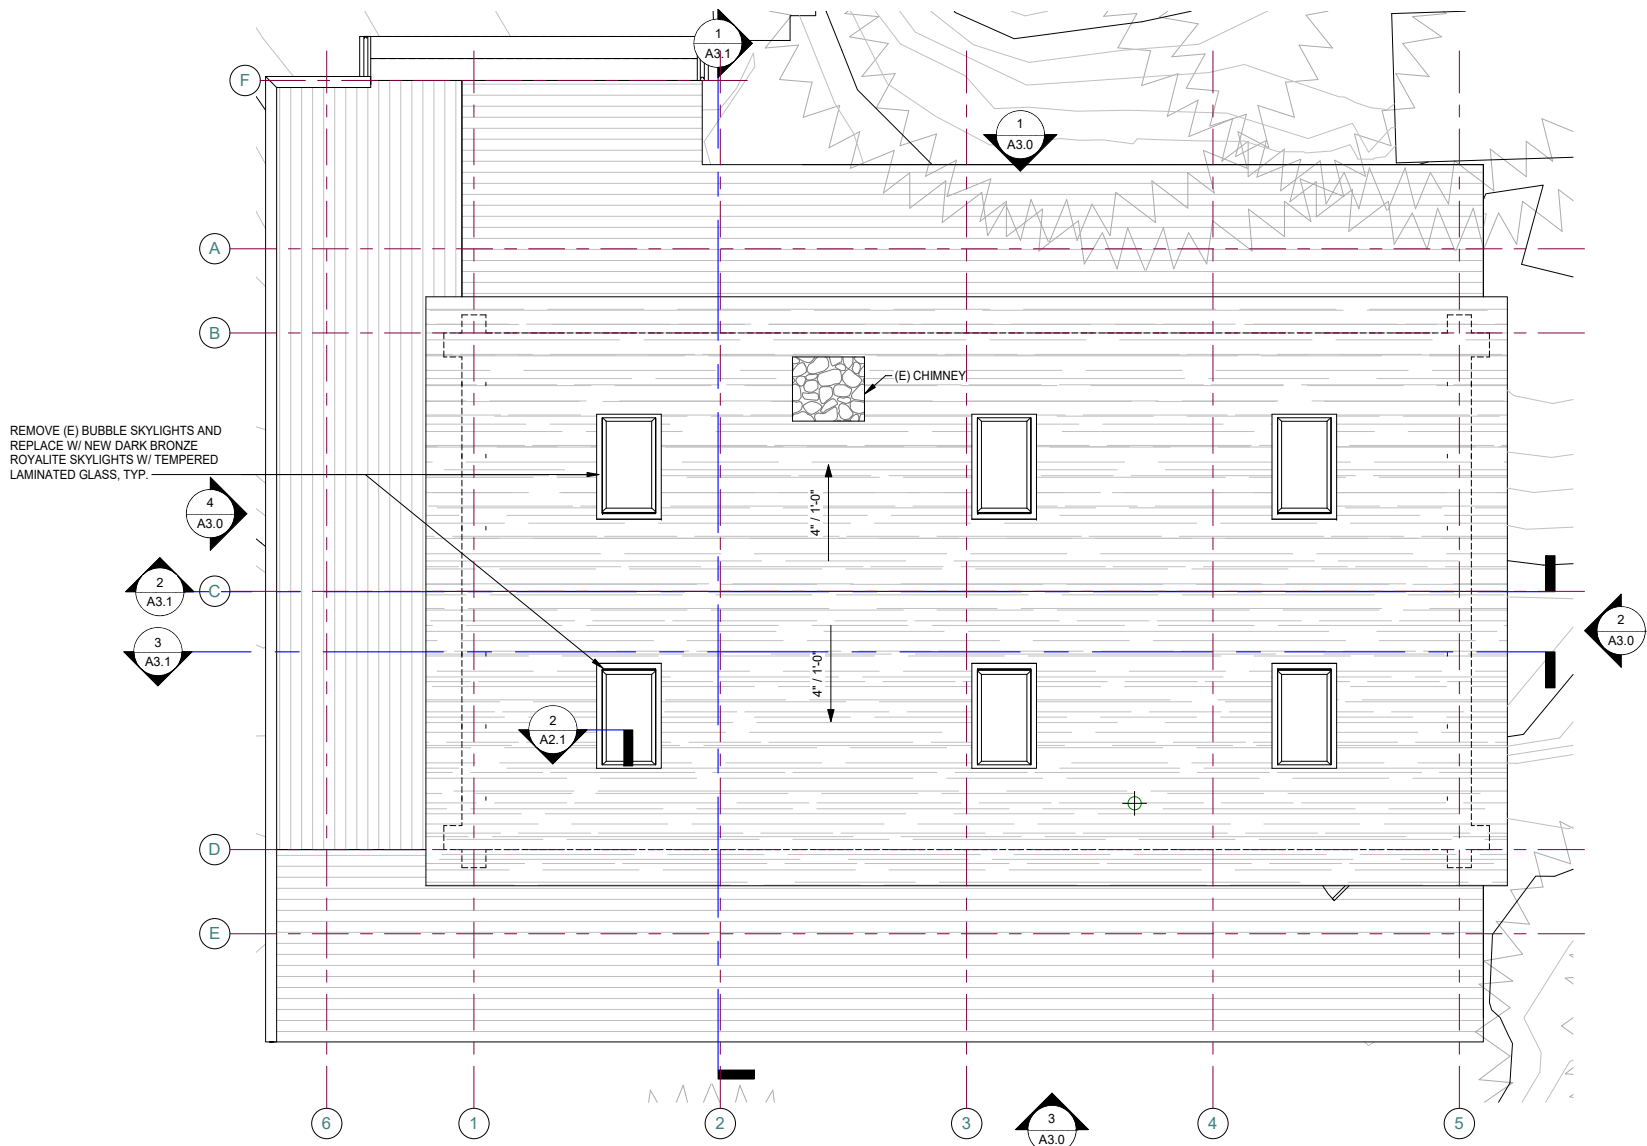 1
A3.1
F
1
A3.0
A
B
(E) CHIMNEY
REMOVE (E) BUBBLE SKYLIGHTS AND
REPLACE W/ NEW DARK BRONZE
ROYALITE SKYLIGHTS W/ TEMPERED
LAMINATED GLASS, TYP.
4
A3.0
4" / 1'-0"
2
A3.1
C
2
A3.0
3
A3.1
4" / 1'-0"
2
A2.1
D
E
6
1
2
3
3
A3.0
4
5